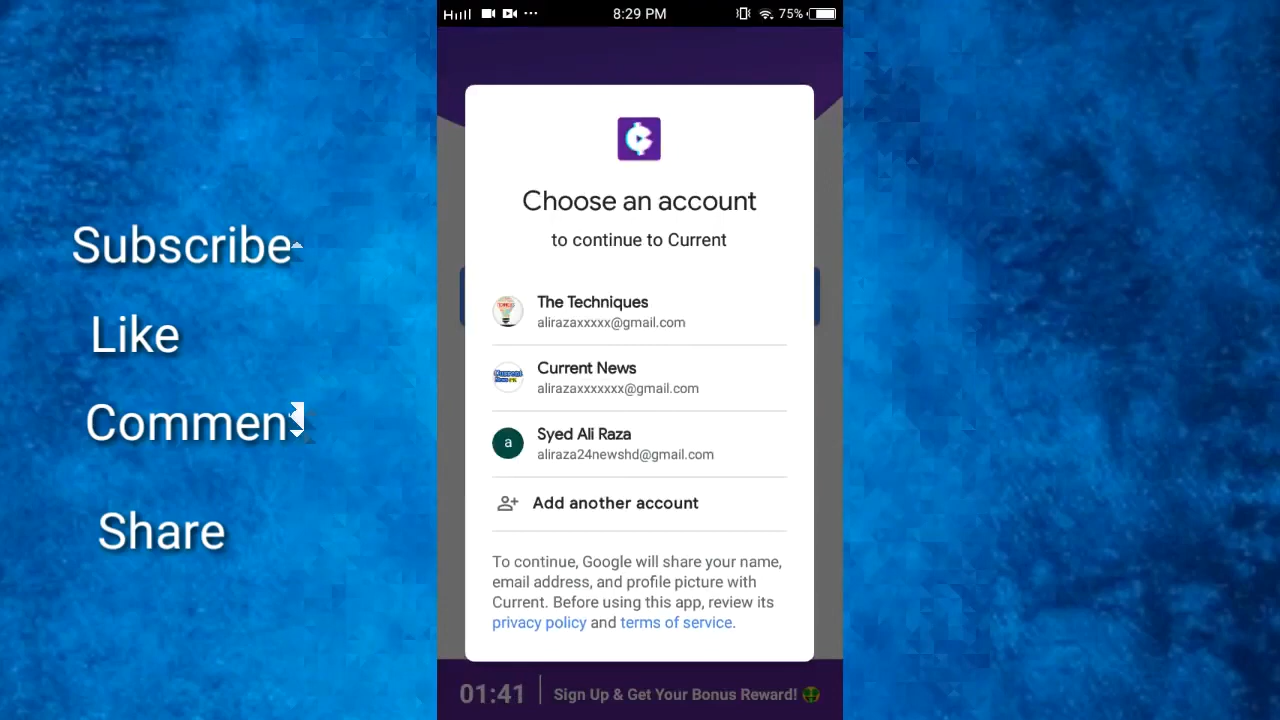 8:29 PM
75%
Subscribe
Like
Commen
Share
Choose an account
to continue to Current
The Techniques
alirazaxxxxx@gmail.com
Current News
alirazaxxxxxxx@gmail.com
a
Syed Ali Raza
aliraza24newshd@gmail.com
Add another account
To continue, Google will share your name,
email address, and profile picture with
Current. Before using this app, review its
privacy policy and terms of service.
01:41
Sign Up & Get Your Bonus Reward!